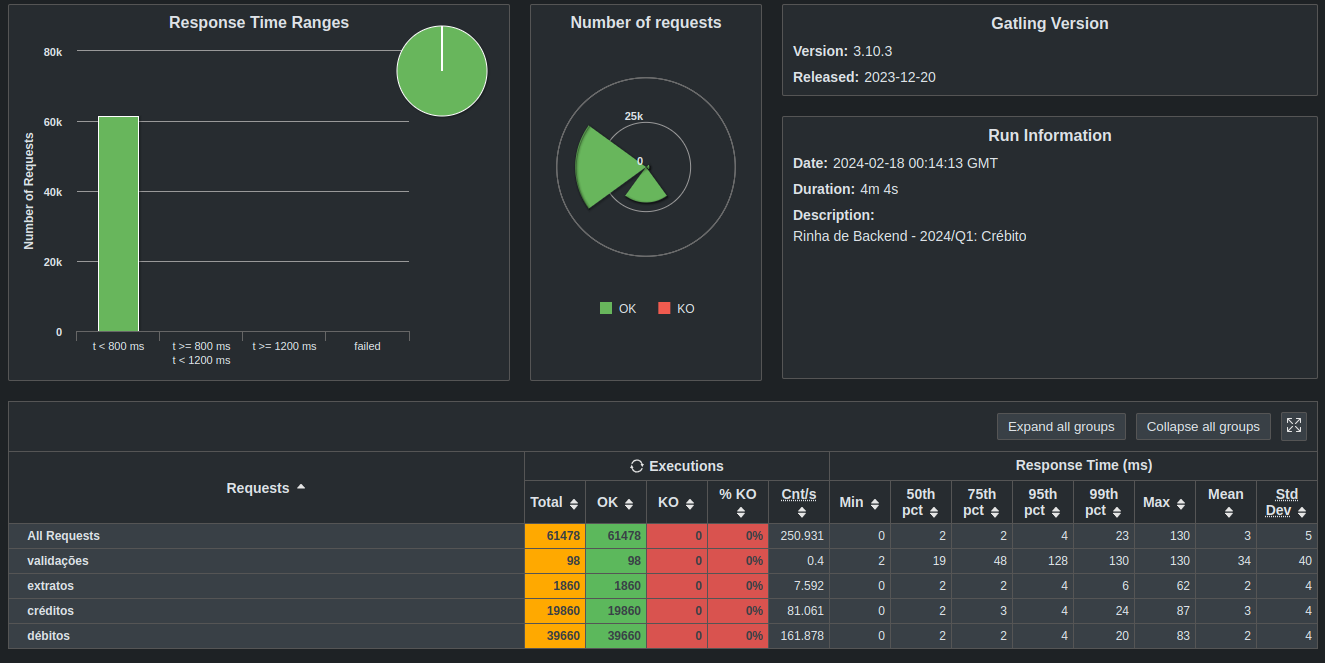 Response Time Ranges
80k
60k
40k
20k
0
Number of Requests
t < 800 ms
t >= 800 ms
t < 1200 ms
t >= 1200 ms
failed
Number of requests
25k
0
OK KO
Gatling Version
Version: 3.10.3
Released: 2023-12-20
Run Information
Date: 2024-02-18 00:14:13 GMT
Duration: 4m 4s
Description:
Rinha de Backend - 2024/Q1: Crébito
Expand all groups Collapse all groups
Requests Executions Response Time (ms)
Total OK KO % KO Cnt/s Min 50th pct 75th pct 95th pct 99th pct Max Mean Std Dev
All Requests 61478 61478 0 0% 250.931 0 2 2 4 23 130 3 5
validações 98 98 0 0% 0.4 2 19 48 128 130 130 34 40
extratos 1860 1860 0 0% 7.592 0 2 2 4 6 62 2 4
créditos 19860 19860 0 0% 81.061 0 2 3 4 24 87 3 4
débitos 39660 39660 0 0% 161.878 0 2 2 4 20 83 2 4